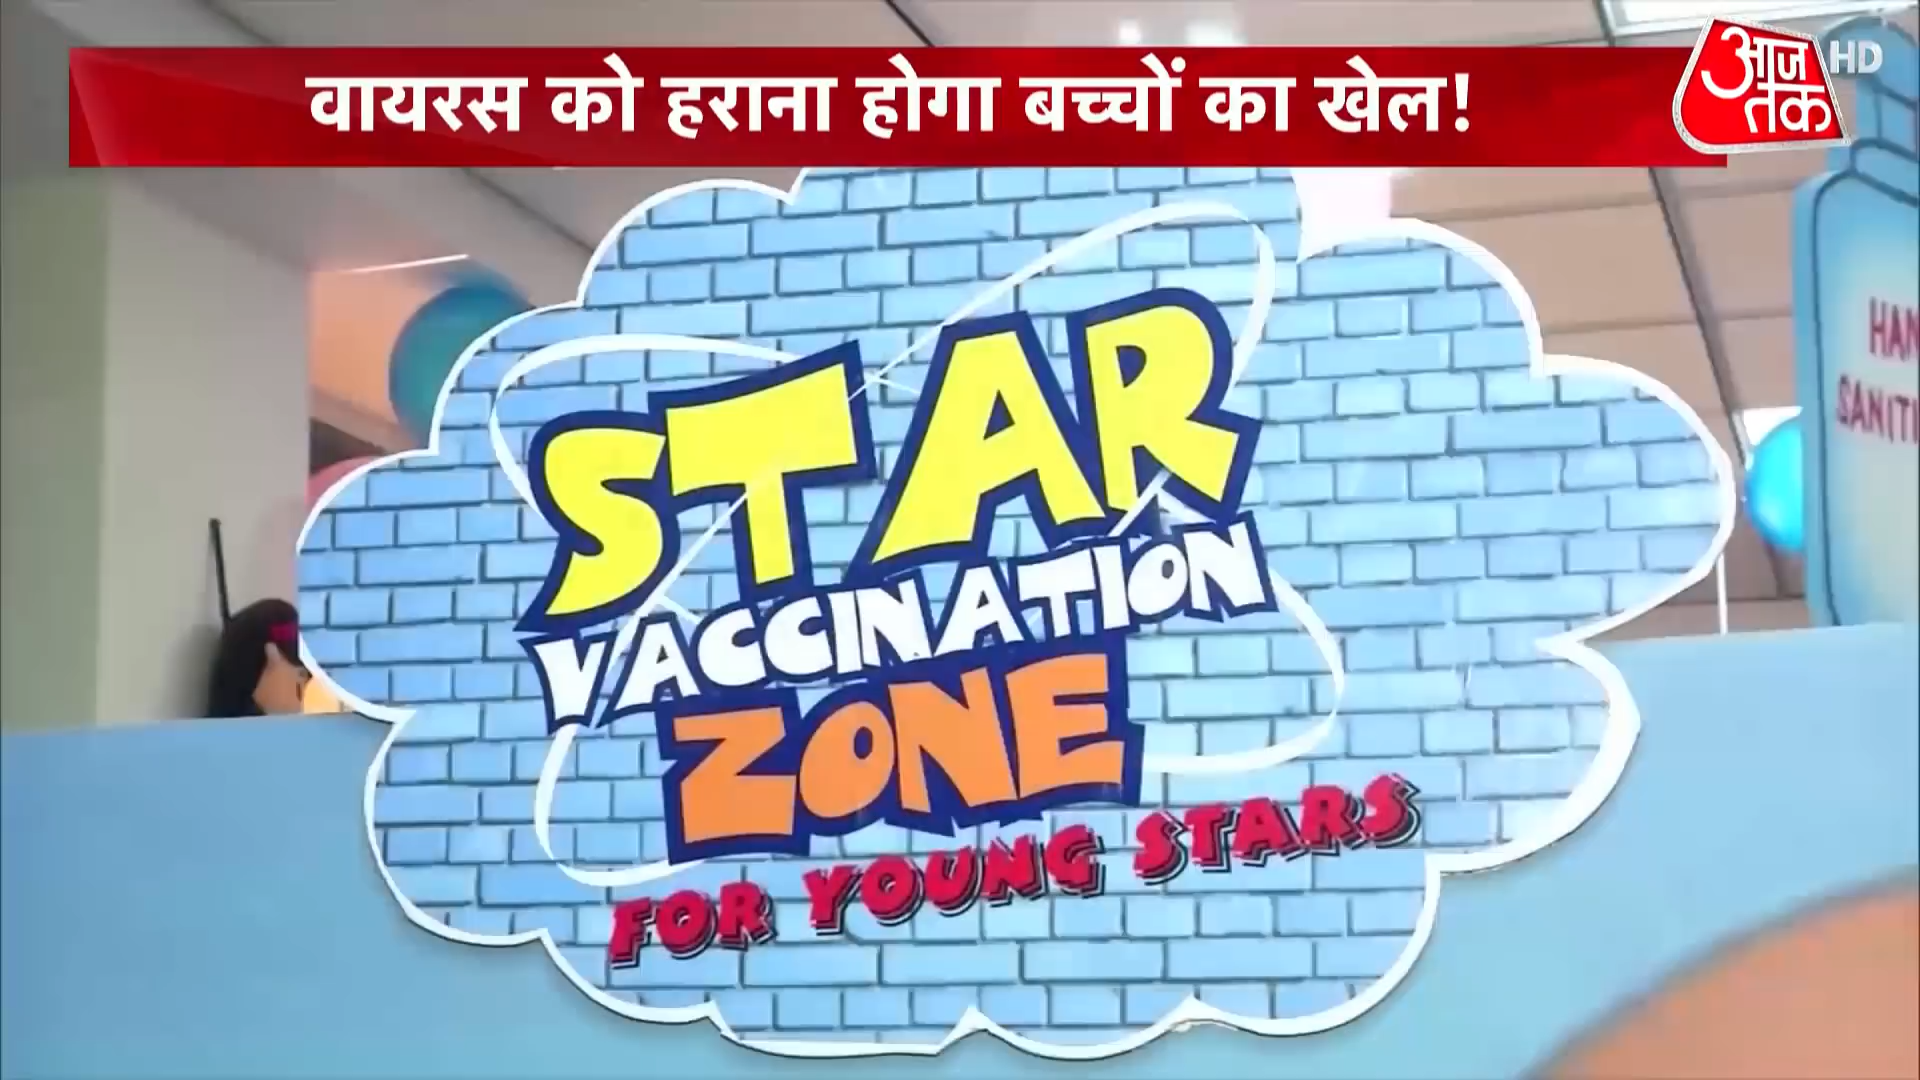 वायरस को हराना होगा बच्चों का खेल!
आज
तक
HD
STAR
VACCINATION
ZONE
FOR YOUNG STARS